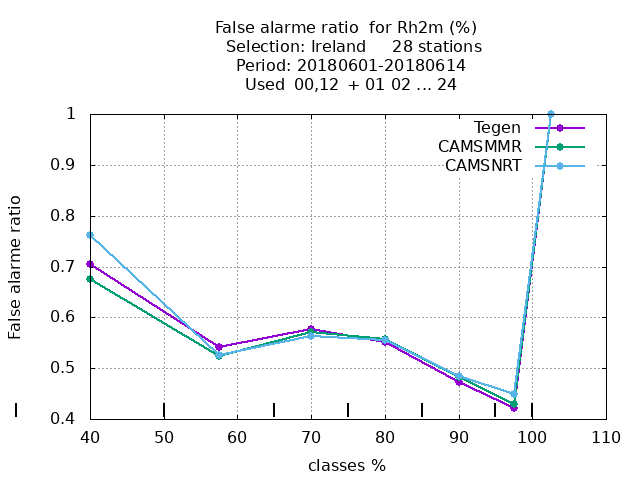 False alarme ratio  for Rh2m (%)
Selection: Ireland     28 stations
Period: 20180601-20180614
Used  00,12  + 01 02 ... 24
Tegen
CAMSMMR
CAMSNRT
False alarme ratio
1
0.9
0.8
0.7
0.6
0.5
0.4
40 50 60 70 80 90 100 110
classes %